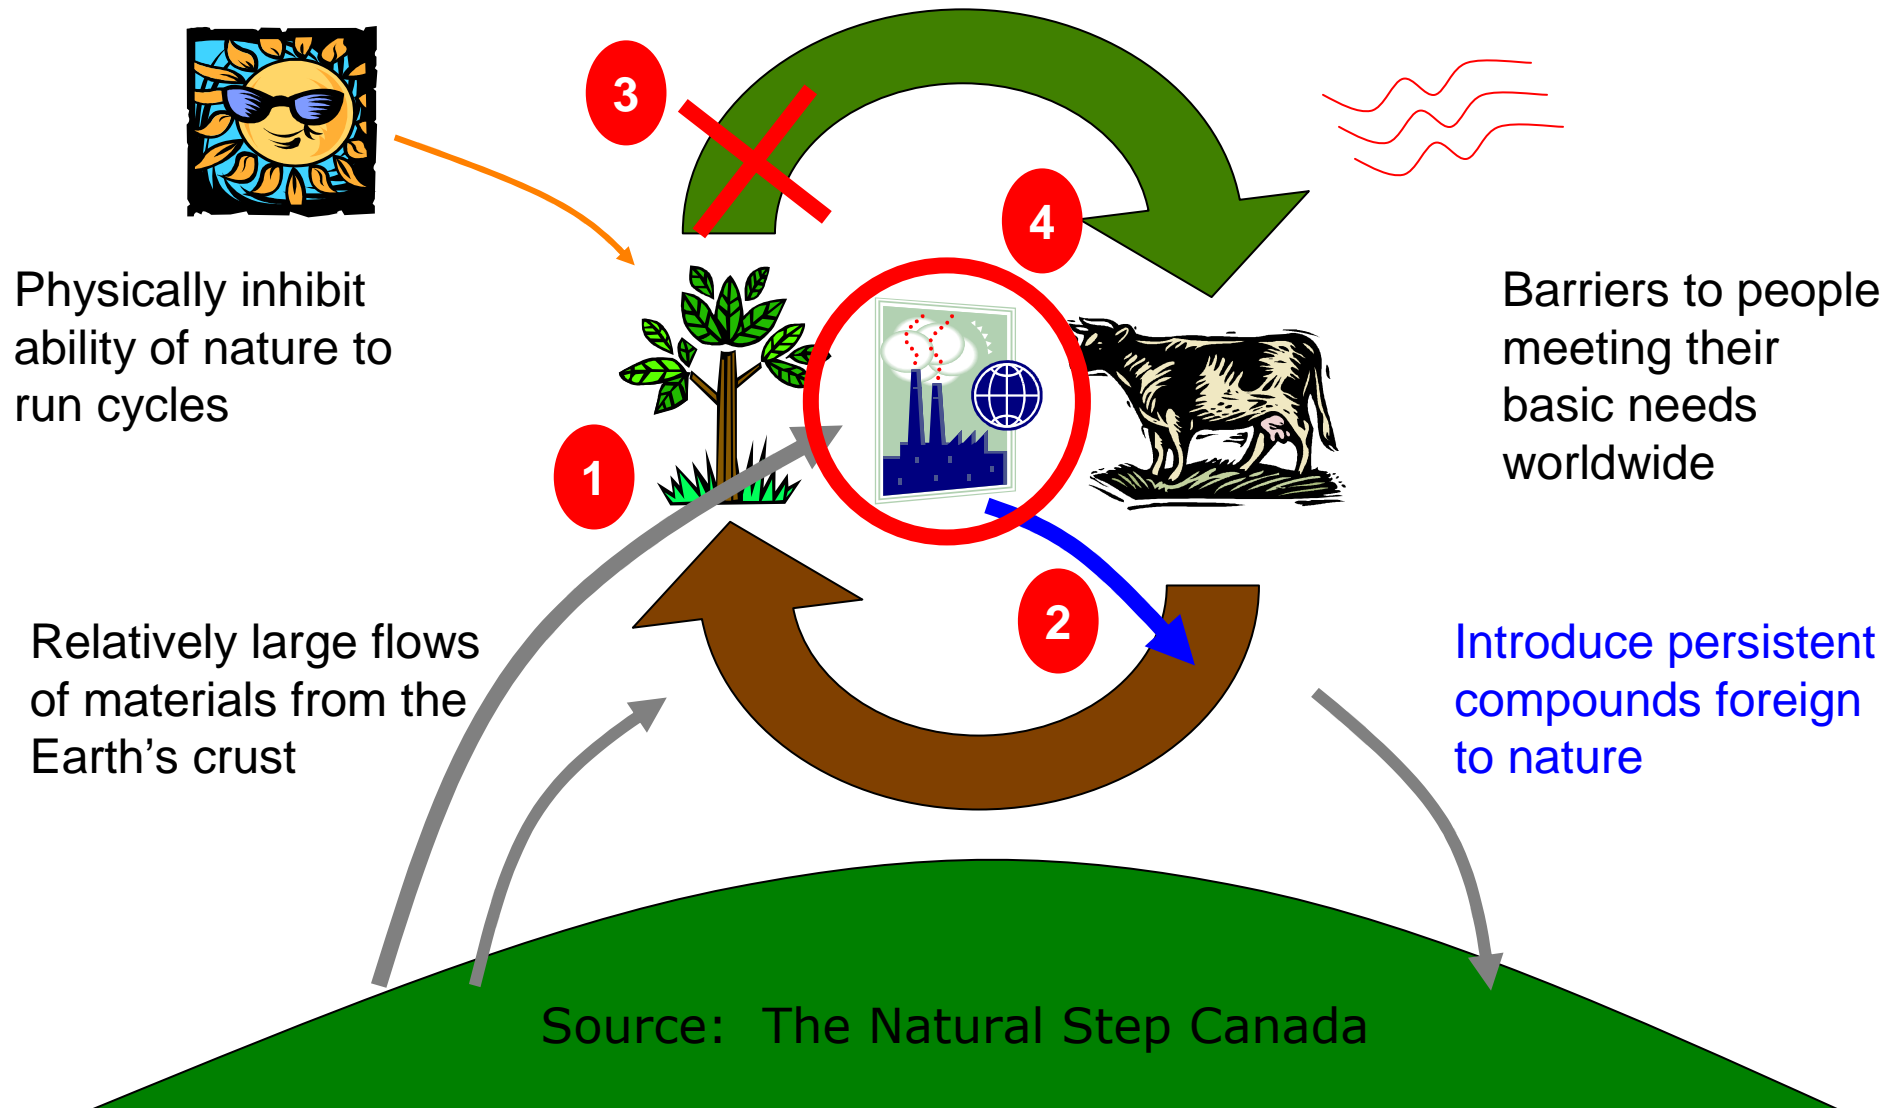 3
4
Physically inhibit
ability of nature to
run cycles
Barriers to people
meeting their
basic needs
worldwide
1
2
Relatively large flows
of materials from the
Earth’s crust
Introduce persistent
compounds foreign
to nature
Source:  The Natural Step Canada